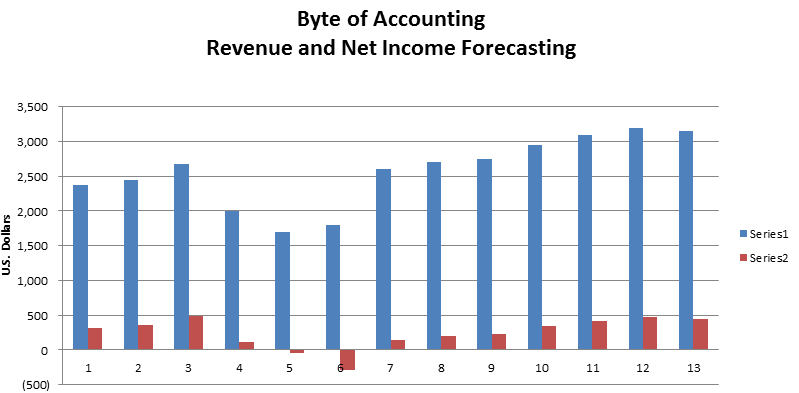 Byte of Accounting
Revenue and Net Income Forecasting
3,500
3,000
2,500
2,000
1,500
1,000
500
0
(500)
U.S. Dollars
1 2 3 4 5 6 7 8 9 10 11 12 13
Series1
Series2